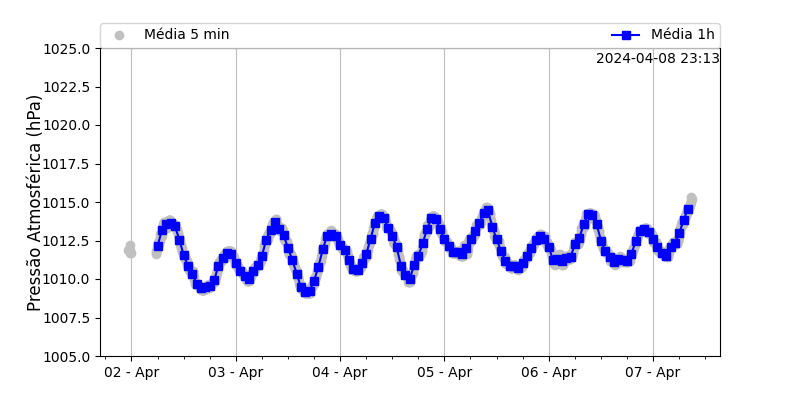 Média 5 min
Média 1h
2024-04-08 23:13
Pressão Atmosférica (hPa)
1025.0
1022.5
1020.0
1017.5
1015.0
1012.5
1010.0
1007.5
1005.0
02 - Apr
03 - Apr
04 - Apr
05 - Apr
06 - Apr
07 - Apr